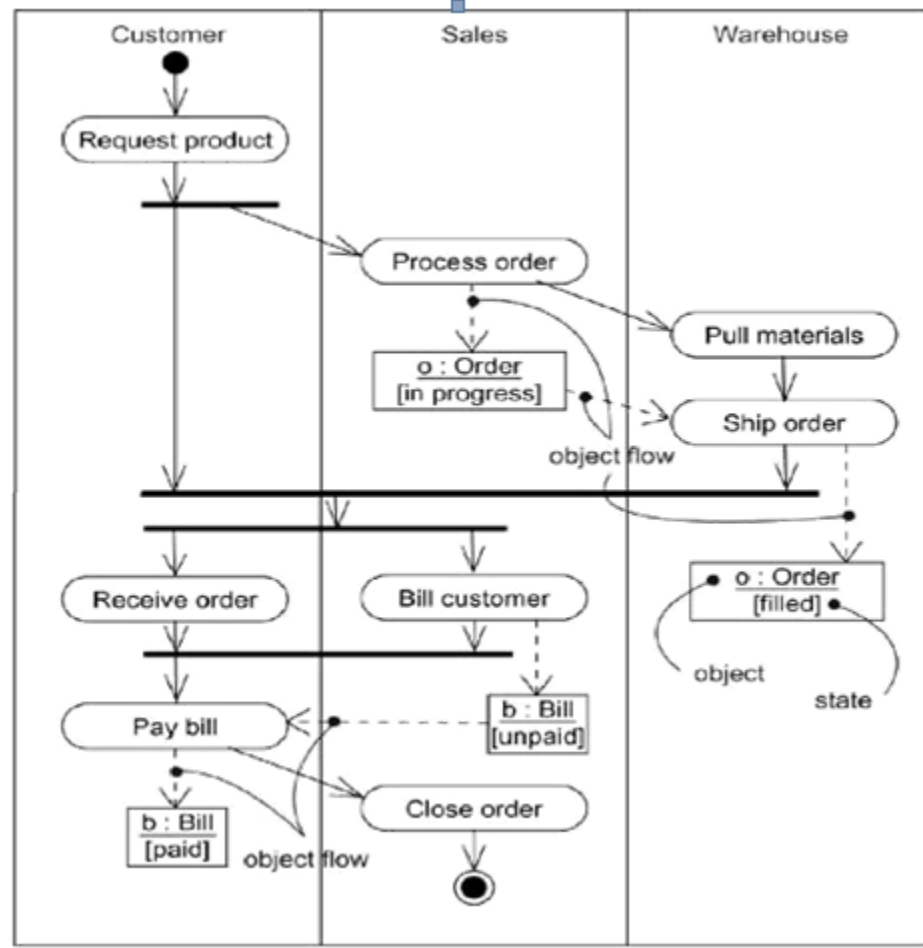 Customer
Sales
Warehouse
Request product
Process order
Pull materials
o : Order
[in progress]
Ship order
object flow
Receive order
Bill customer
o : Order
[filled]
object
state
Pay bill
b : Bill
[unpaid]
Close order
b : Bill
[paid]
object flow